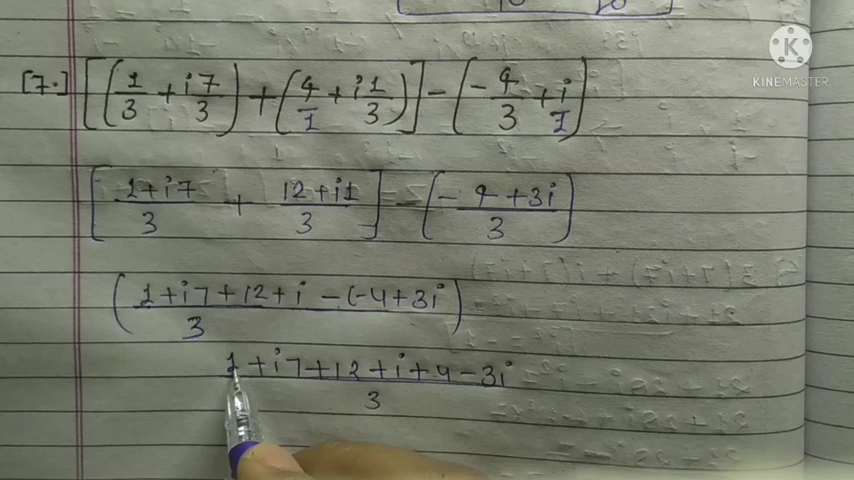 K
KINEMASTER
[7.] [(1/3 + i7/3) + (4/1 + i1/3)] - (-4/3 + i/1)
[1+i7/3 + 12+i1/3] - (-4+3i/3)
(1+i7+12+i-(-4+3i)/3
1+i7+12+i+4-3i/3